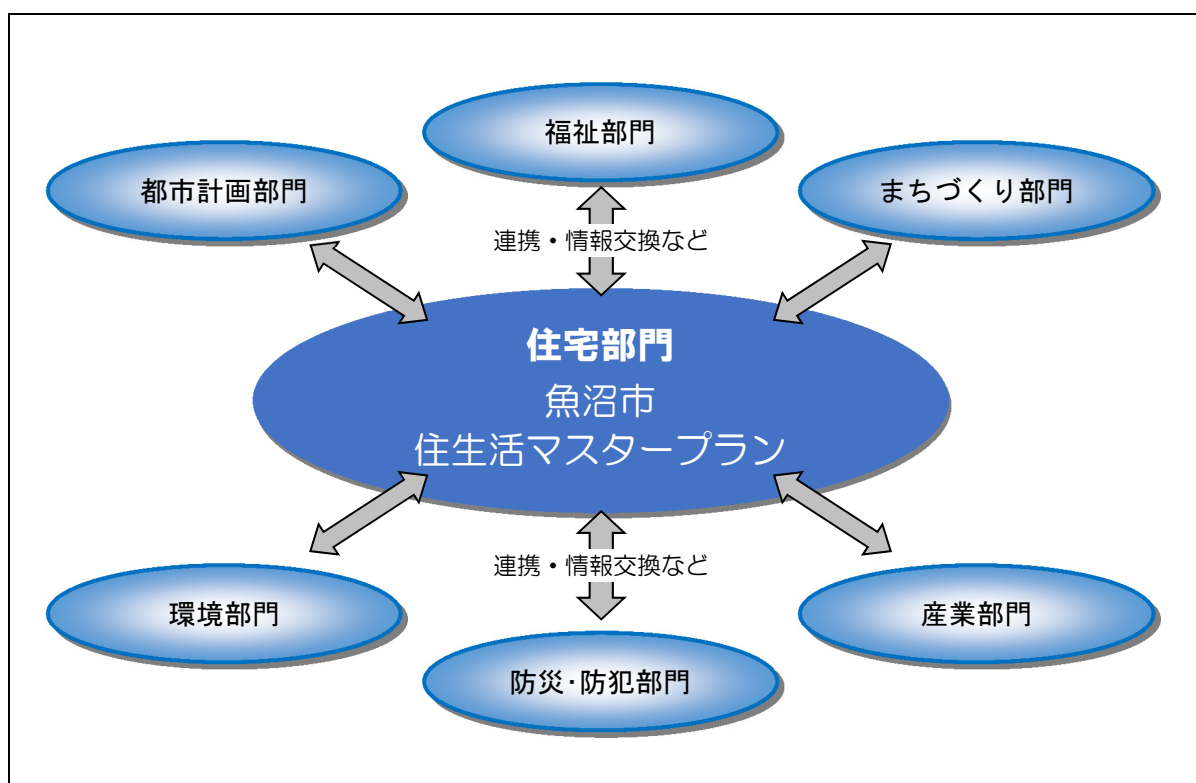 福祉部門
都市計画部門
まちづくり部門
連携・情報交換など
住宅部門
魚沼市
住生活マスタープラン
連携・情報交換など
環境部門
産業部門
防災・防犯部門